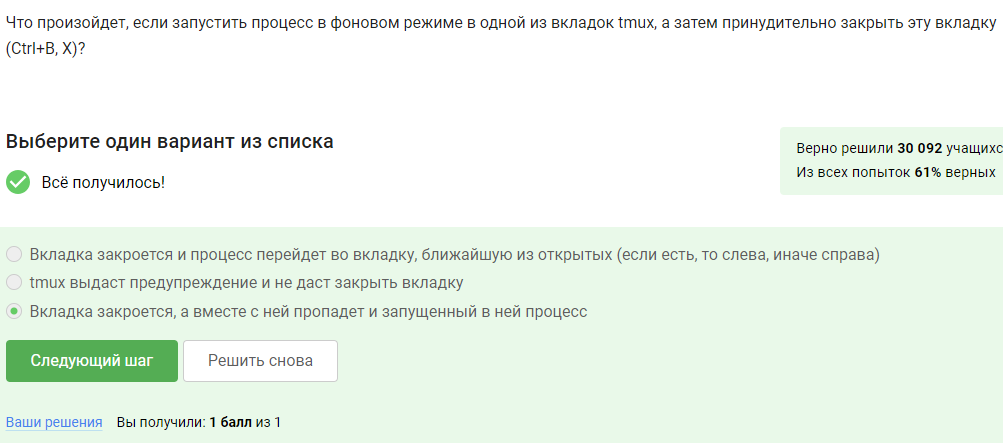 Что произойдет, если запустить процесс в фоновом режиме в одной из вкладок tmux, а затем принудительно закрыть эту вкладку
(Ctrl+B, X)?
Выберите один вариант из списка
Всё получилось!
Верно решили 30 092 учащихс
Из всех попыток 61% верных
Вкладка закроется и процесс перейдет во вкладку, ближайшую из открытых (если есть, то слева, иначе справа)
tmux выдаст предупреждение и не даст закрыть вкладку
Вкладка закроется, а вместе с ней пропадет и запущенный в ней процесс
Следующий шаг
Решить снова
Ваши решения Вы получили: 1 балл из 1